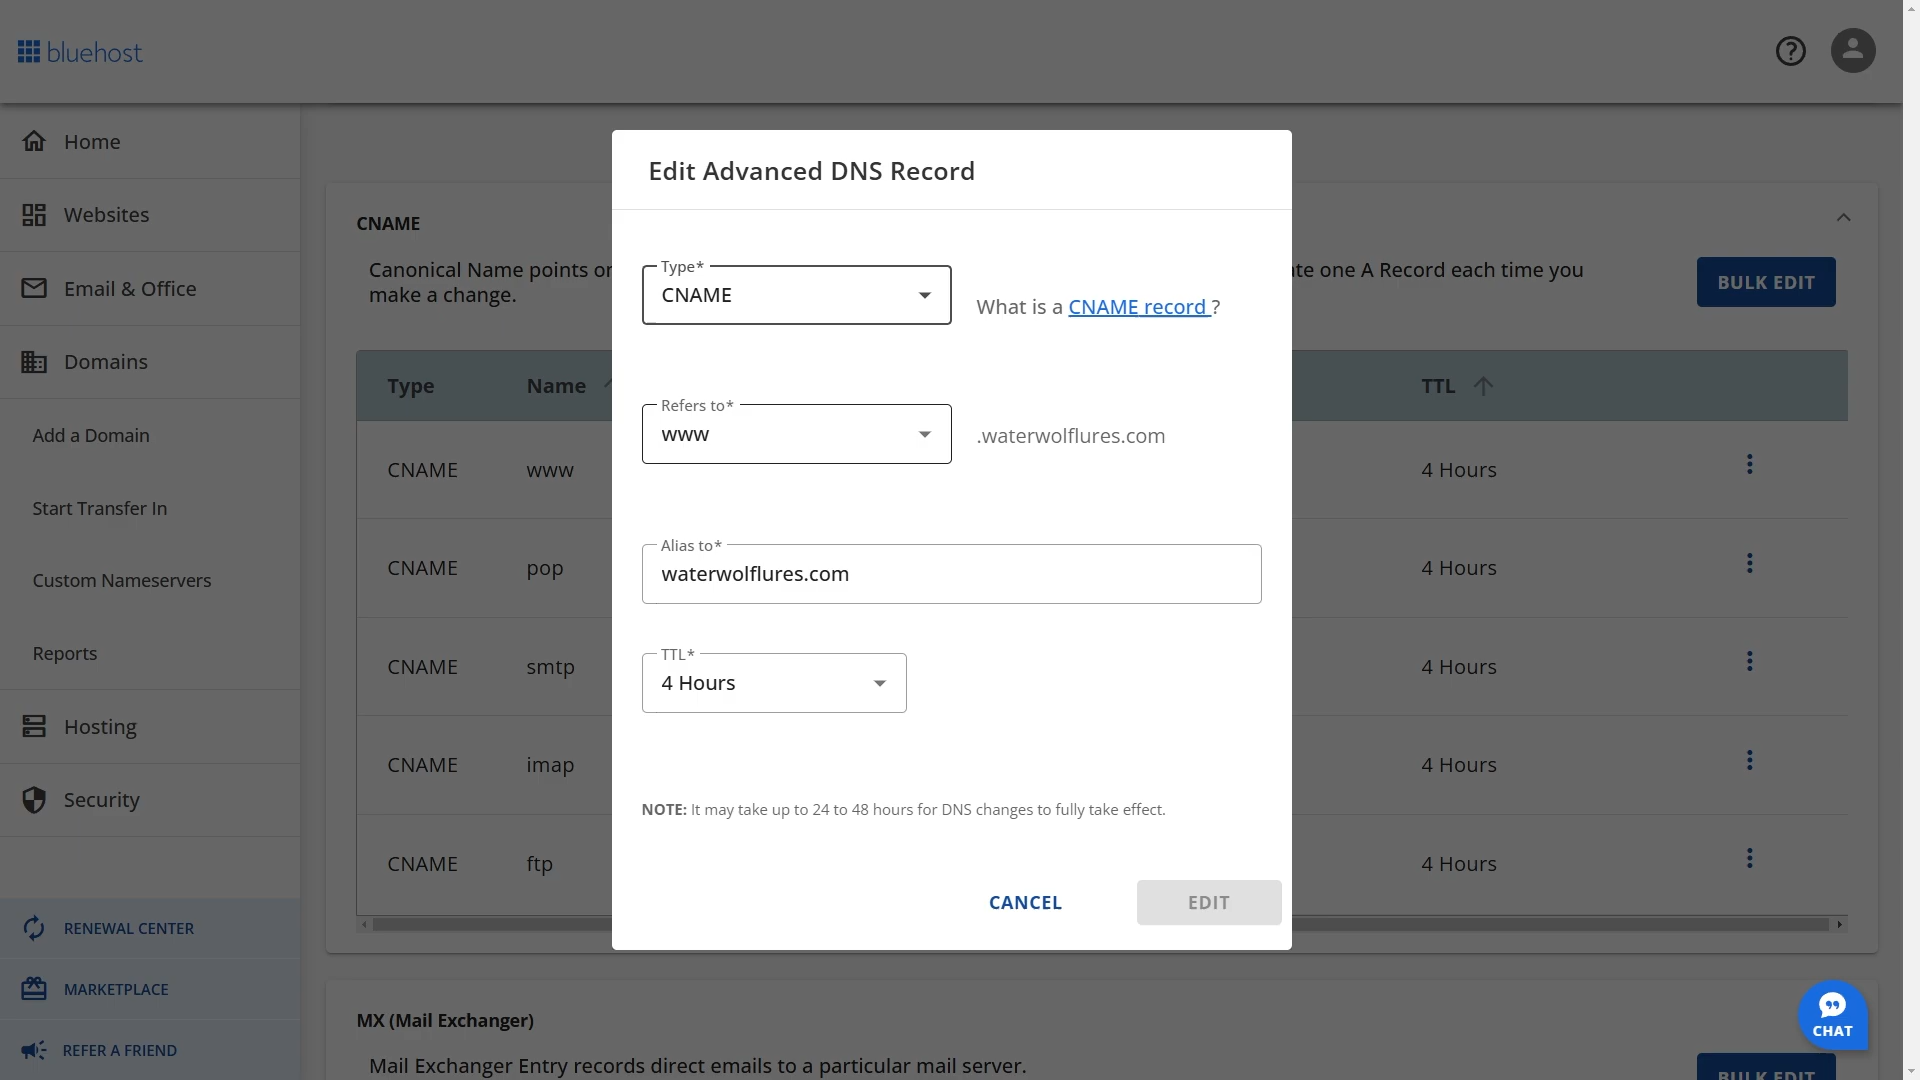 bluehost
Home
Websites
Email & Office
Domains
Add a Domain
Start Transfer In
Custom Nameservers
Reports
Hosting
Security
RENEWAL CENTER
MARKETPLACE
REFER A FRIEND
CNAME
Canonical Name points on
ate one A Record each time you
make a change.
BULK EDIT
Type Name TTL
CNAME www 4 Hours
CNAME pop 4 Hours
CNAME smtp 4 Hours
CNAME imap 4 Hours
CNAME ftp 4 Hours
MX (Mail Exchanger)
Mail Exchanger Entry records direct emails to a particular mail server.
BULK EDIT
Edit Advanced DNS Record
Type*
CNAME
What is a CNAME record ?
Refers to*
www
.waterwolflures.com
Alias to*
waterwolflures.com
TTL*
4 Hours
NOTE: It may take up to 24 to 48 hours for DNS changes to fully take effect.
CANCEL
EDIT
CHAT